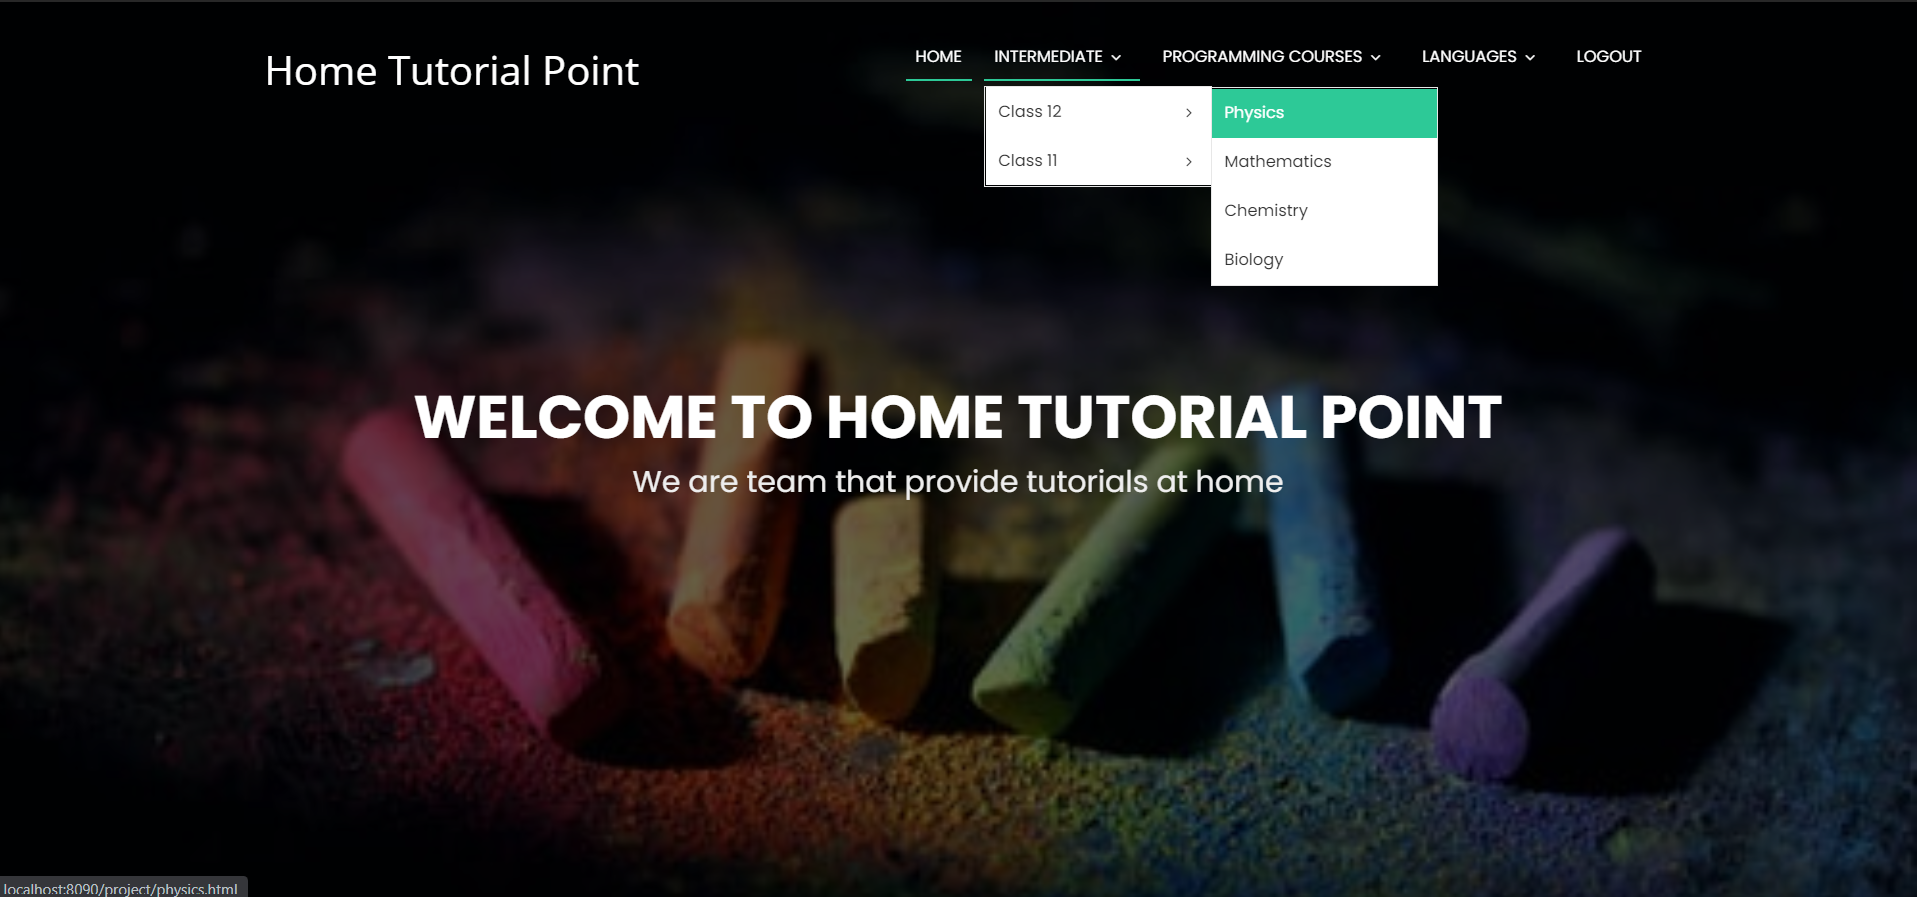 Home Tutorial Point
HOME INTERMEDIATE PROGRAMMING COURSES LANGUAGES LOGOUT
Class 12
Class 11
Physics
Mathematics
Chemistry
Biology
WELCOME TO HOME TUTORIAL POINT
We are team that provide tutorials at home
localhost:8090/project/physics.html